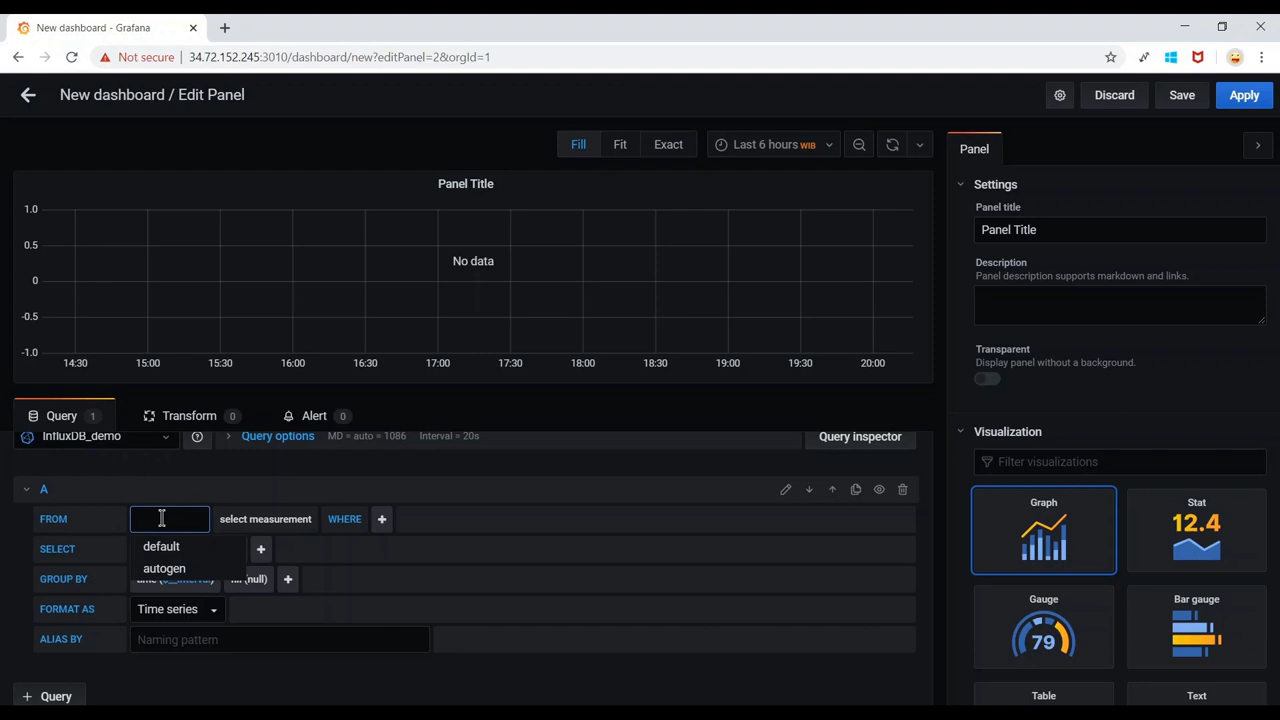 New dashboard - Grafana
Not secure 34.72.152.245:3010/dashboard/new?editPanel=2&orgId=1
New dashboard / Edit Panel
Discard Save Apply
Fill Fit Exact Last 6 hours WIB
Panel
Panel Title
1.0
0.5
0
-0.5
-1.0
No data
14:30 15:00 15:30 16:00 16:30 17:00 17:30 18:00 18:30 19:00 19:30 20:00
Settings
Panel title
Panel Title
Description
Panel description supports markdown and links.
Transparent
Display panel without a background.
Query 1 Transform 0 Alert 0
InfluxDB_demo Query options MD = auto = 1086 Interval = 20s Query inspector
A
FROM select measurement WHERE
default
autogen
SELECT
GROUP BY (null)
FORMAT AS Time series
ALIAS BY Naming pattern
Query
Visualization
Filter visualizations
Graph Stat
12.4
Gauge Bar gauge
79
Table Text